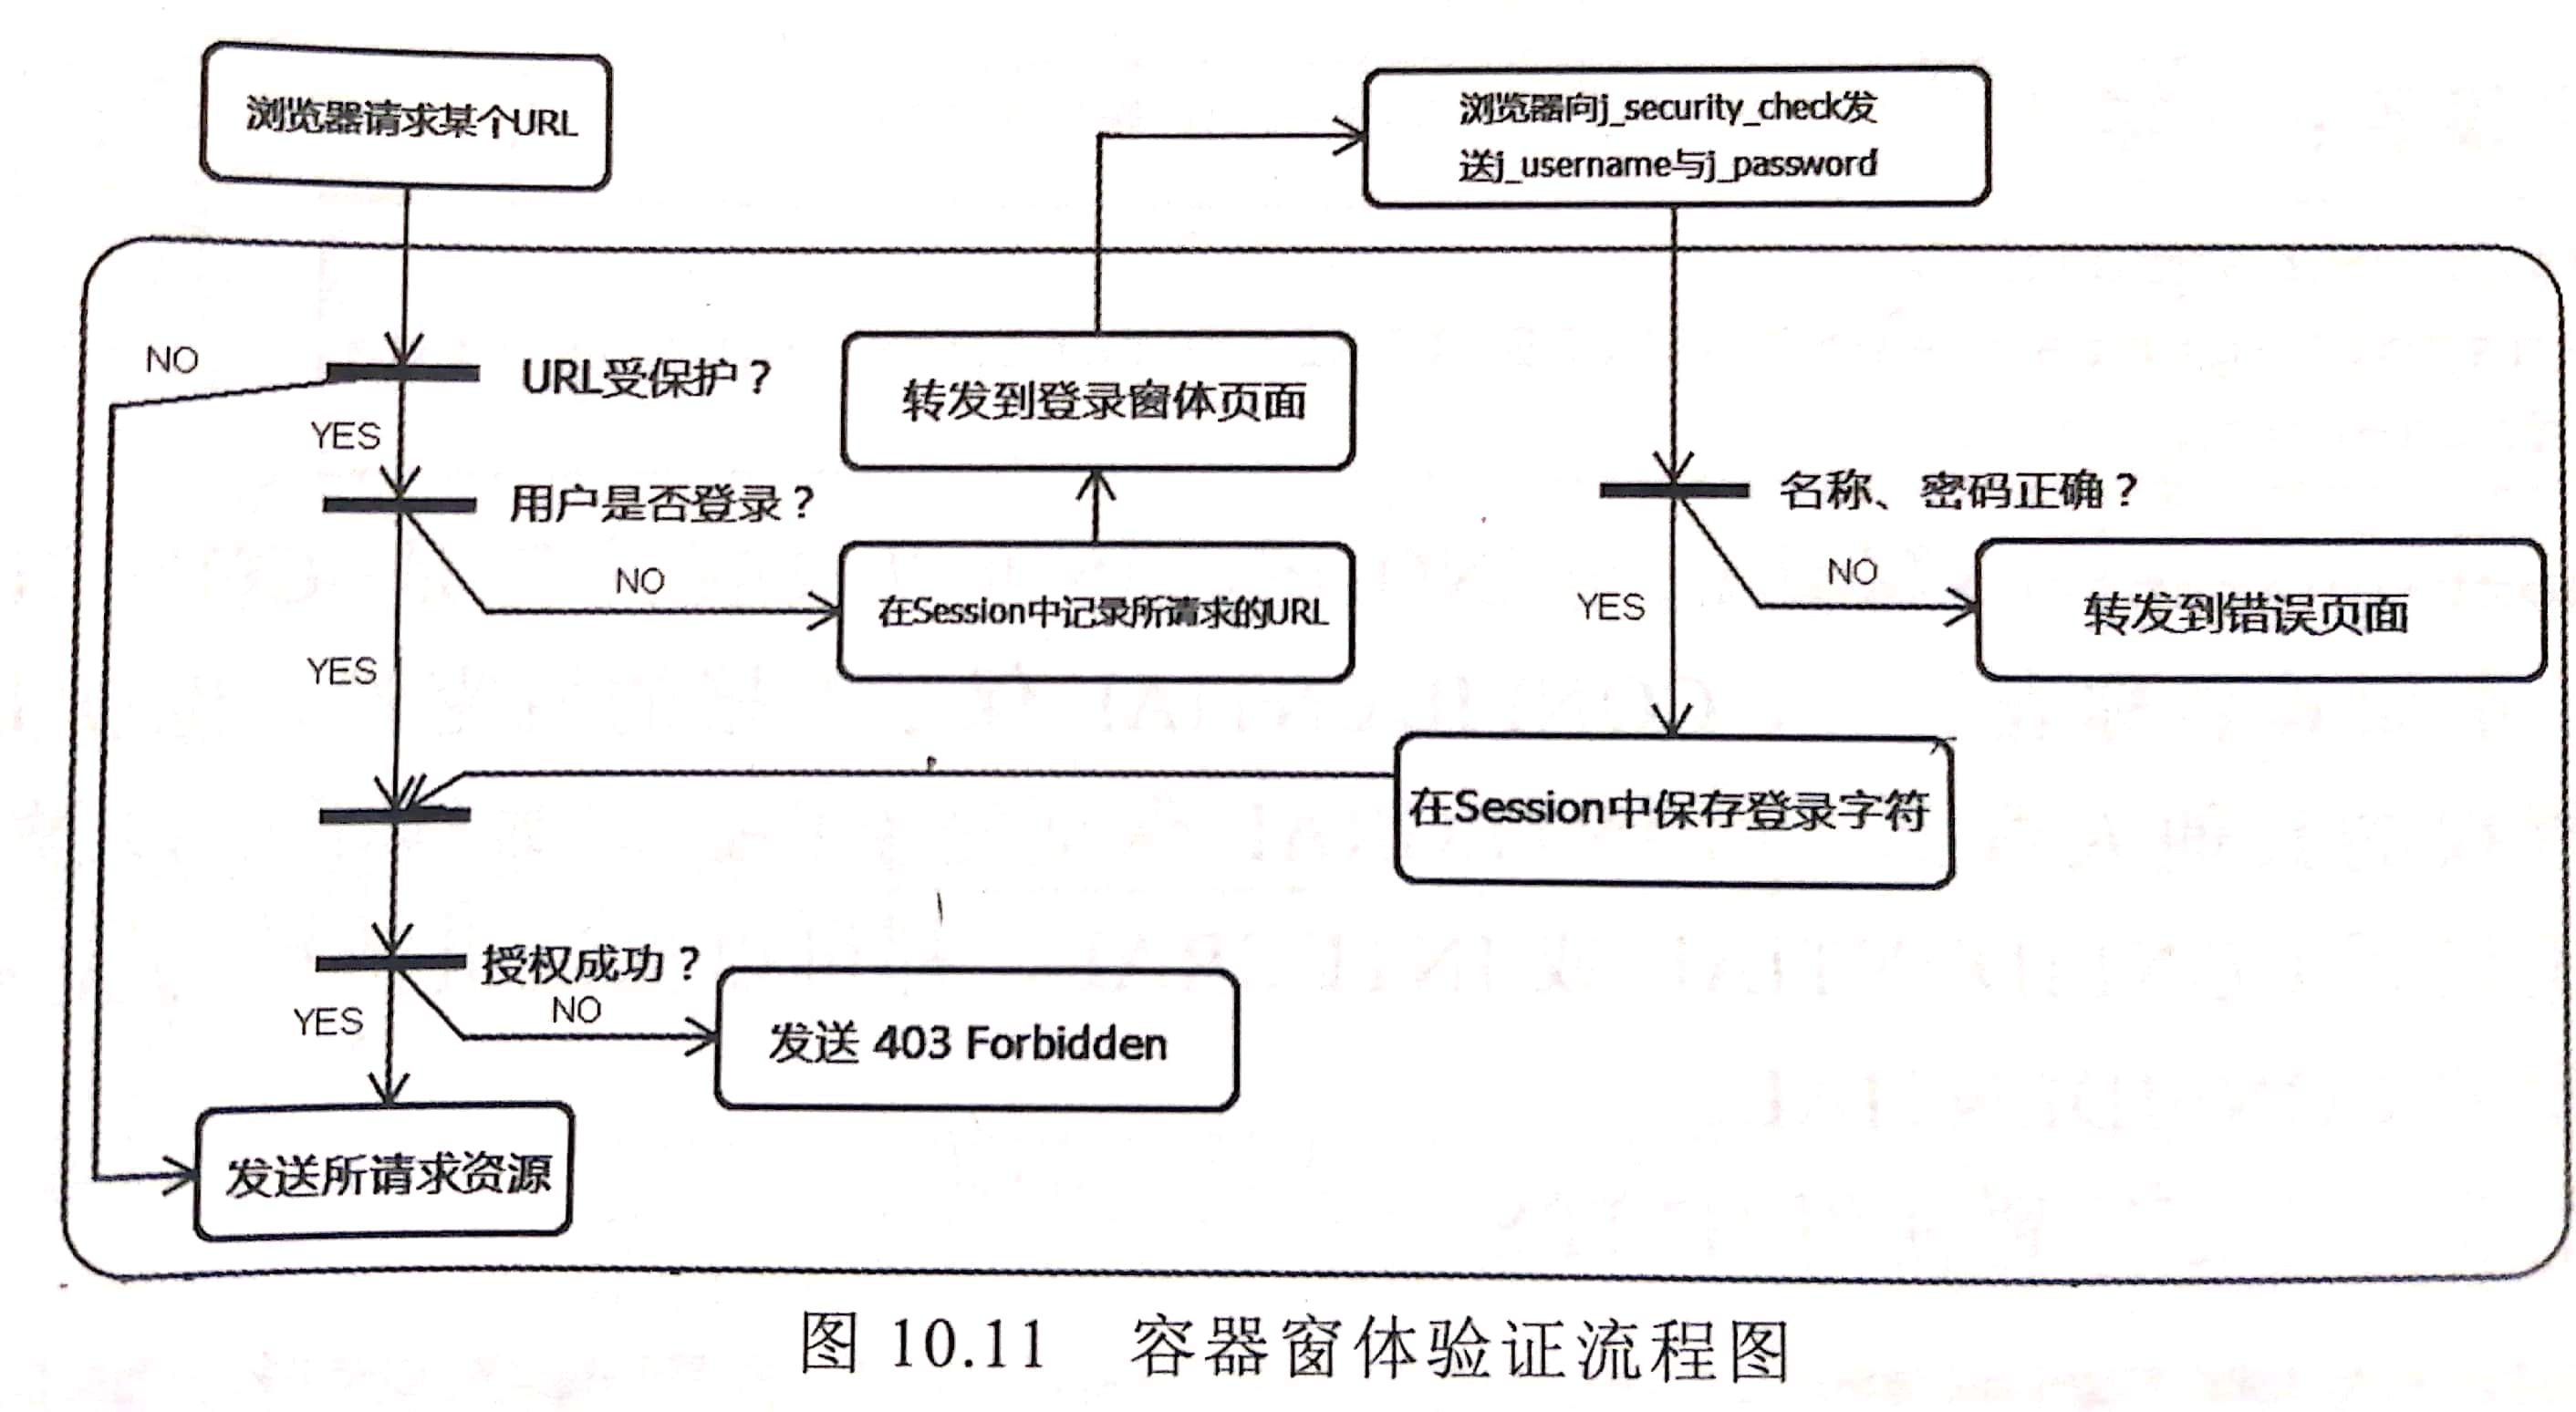 浏览器请求某个URL
浏览器向j_security_check发
送j_username与j_password
NO
URL受保护？
YES
转发到登录窗体页面
用户是否登录？
名称、密码正确？
NO
在Session中记录所请求的URL
YES
NO
转发到错误页面
YES
在Session中保存登录字符
授权成功？
NO
YES
发送 403 Forbidden
发送所请求资源
图 10.11 容器窗体验证流程图